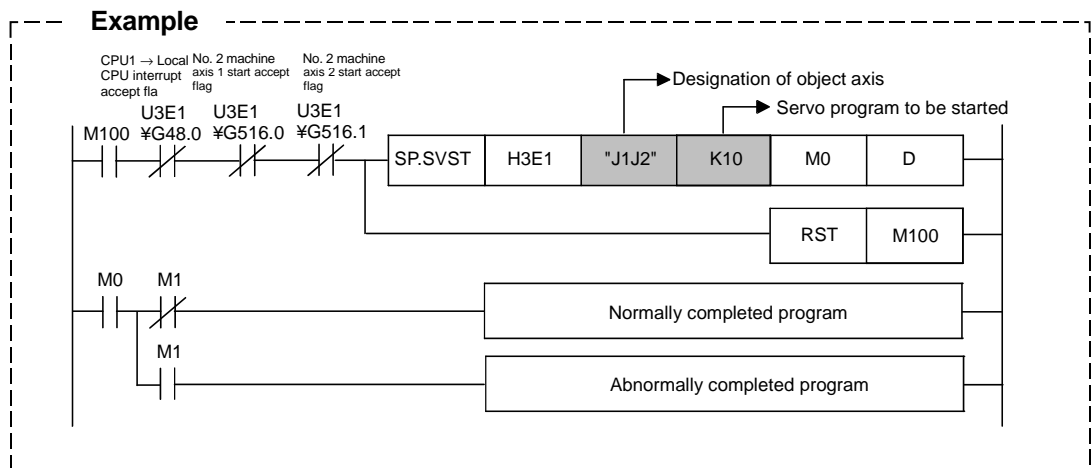 Example
CPU1 → Local
CPU interrupt
accept fla
No. 2 machine
axis 1 start accept
flag
No. 2 machine
axis 2 start accept
flag
Designation of object axis
Servo program to be started
M100
U3E1
¥G48.0
U3E1
¥G516.0
U3E1
¥G516.1
SP.SVST H3E1 "J1J2" K10 M0 D
RST M100
M0 M1
Normally completed program
M1
Abnormally completed program